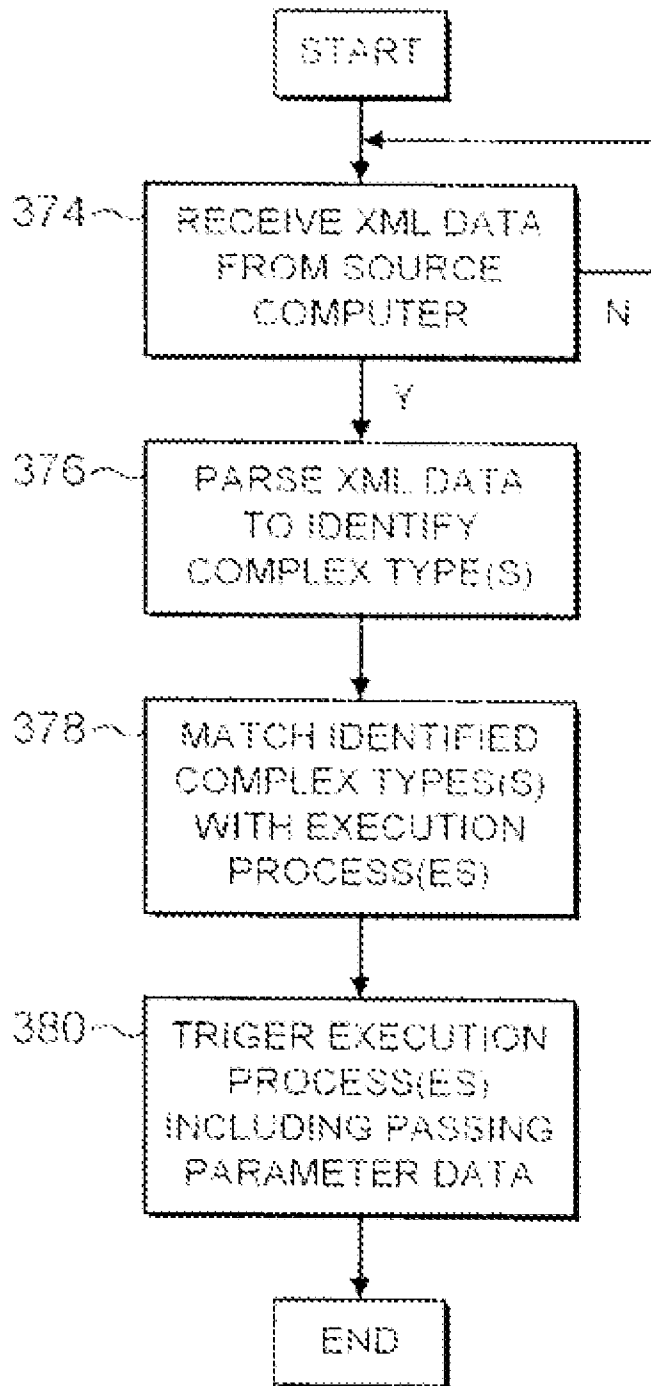 START
374
RECEIVE XML DATA
FROM SOURCE
COMPUTER
N
Y
376
PARSE XML DATA
TO IDENTIFY
COMPLEX TYPE(S)
378
MATCH IDENTIFIED
COMPLEX TYPES(S)
WITH EXECUTION
PROCESS(ES)
380
TRIGER EXECUTION
PROCESS(ES)
INCLUDING PASSING
PARAMETER DATA
END